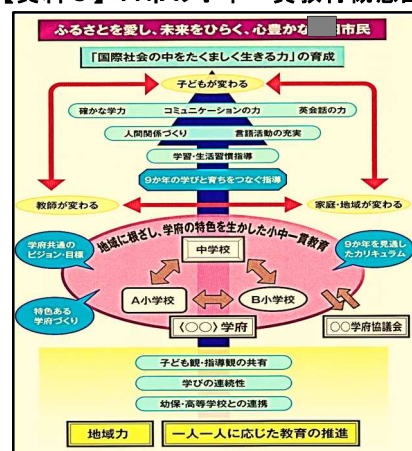 ふるさとを愛し、未来をひらく、心豊かな 市民
「国際社会の中をたくましく生きる力」の育成
子どもが変わる
確かな学力 コミュニケーションの力 英会話の力
人間関係づくり 言語活動の充実
学習・生活習慣指導
9か年の学びと育ちをつなぐ指導
教師が変わる 家庭・地域が変わる
地域に根ざし、学府の特色を生かした小中一貫教育
学府共通の
ビジョン・目標
9か年を見通し
たカリキュラム
中学校
A小学校 B小学校
特色ある
学府づくり
〈〇〇〉学府 〇〇学府協議会
子ども観・指導観の共有
学びの連続性
幼保・高等学校との連携
地域力 一人一人に応じた教育の推進